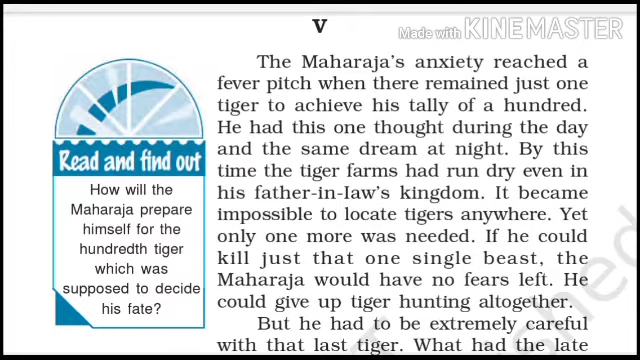 V
Made with KINEMASTER
The Maharaja's anxiety reached a
fever pitch when there remained just one
tiger to achieve his tally of a hundred.
He had this one thought during the day
and the same dream at night. By this
time the tiger farms had run dry even in
his father-in-Iaw's kingdom. It became
impossible to locate tigers anywhere. Yet
only one more was needed. If he could
kill just that one single beast, the
Maharaja would have no fears left. He
could give up tiger hunting altogether.
But he had to be extremely careful
with that last tiger. What had the late
Read and find out
How will the
Maharaja prepare
himself for the
hundredth tiger
which was
supposed to decide
his fate?